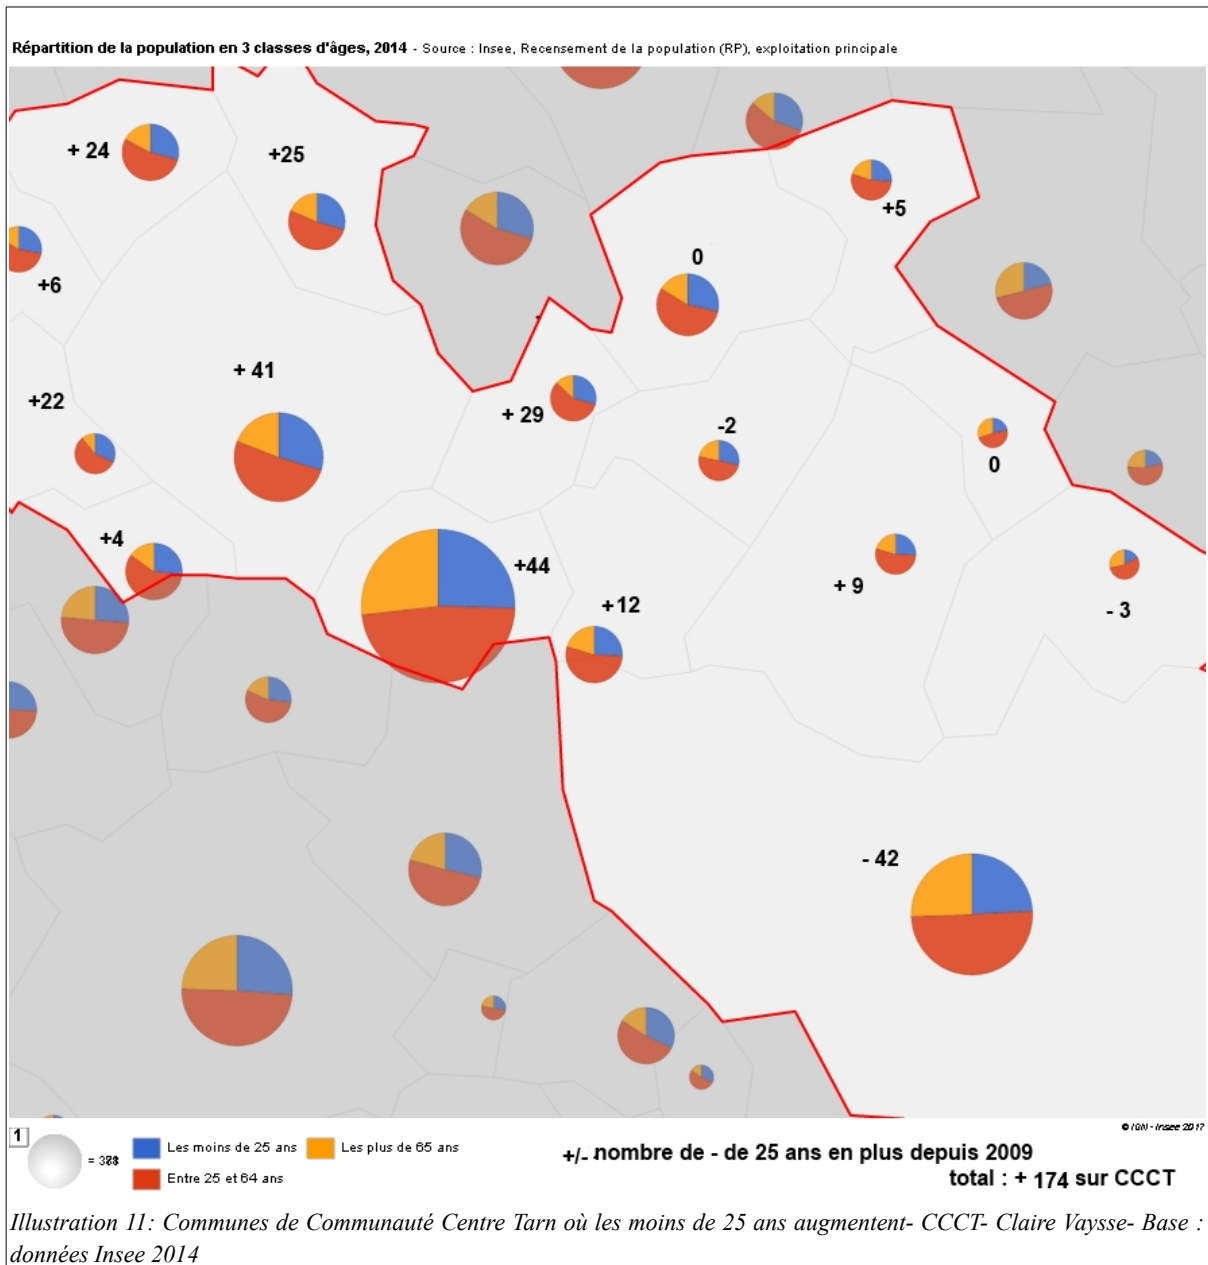 Répartition de la population en 3 classes d'âges, 2014 - Source : Insee, Recensement de la population (RP), exploitation principale
+ 24
+25
+5
0
+6
+ 41
+22
+ 29
-2
0
+4
+44
+12
+ 9
- 3
- 42
© IGN - Insee 2017
1
Les moins de 25 ans
Les plus de 65 ans
Entre 25 et 64 ans
+/- nombre de - de 25 ans en plus depuis 2009
total : + 174 sur CCCT
Illustration 11: Communes de Communauté Centre Tarn où les moins de 25 ans augmentent- CCCT- Claire Vaysse- Base :
données Insee 2014